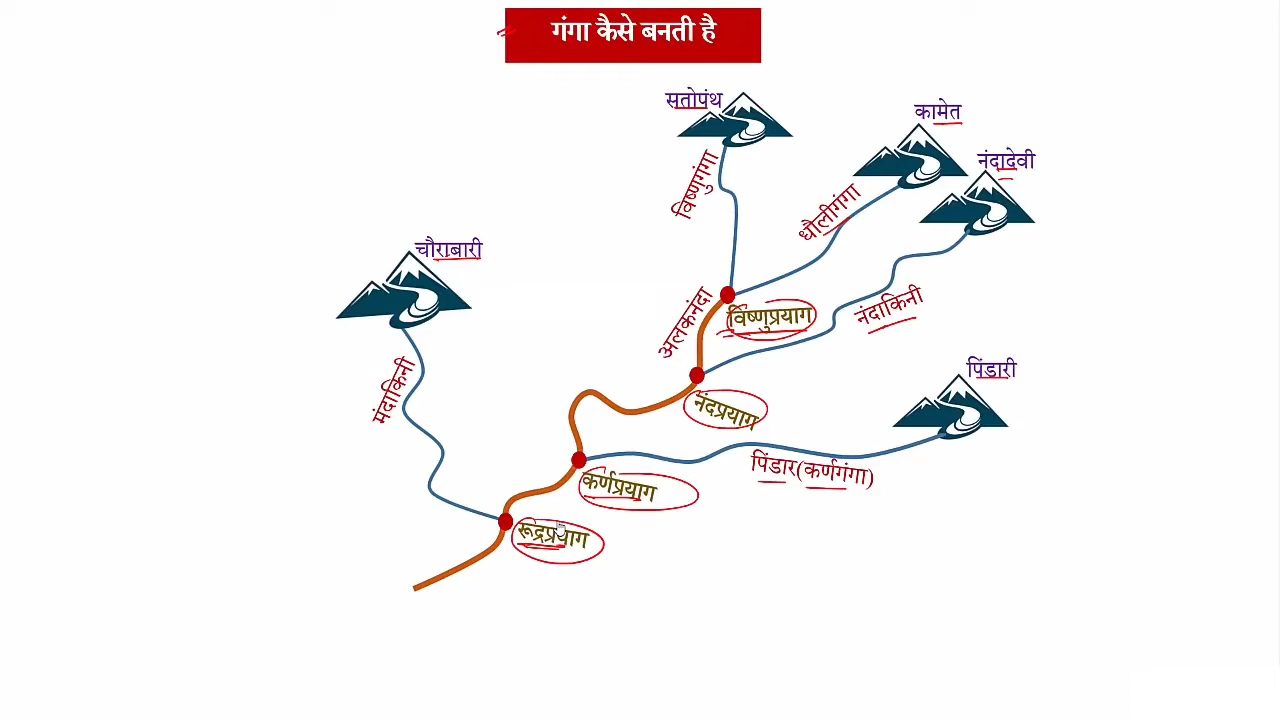 गंगा कैसे बनती है
सतोपंथ
कामेत
नंदादेवी
विष्णुगंगा
धौलीगंगा
चौराबारी
अलकनंदा
विष्णुप्रयाग
नंदाकिनी
मंदाकिनी
पिंडारी
नंदप्रयाग
पिंडार(कर्णगंगा)
कर्णप्रयाग
रूद्रप्रयाग